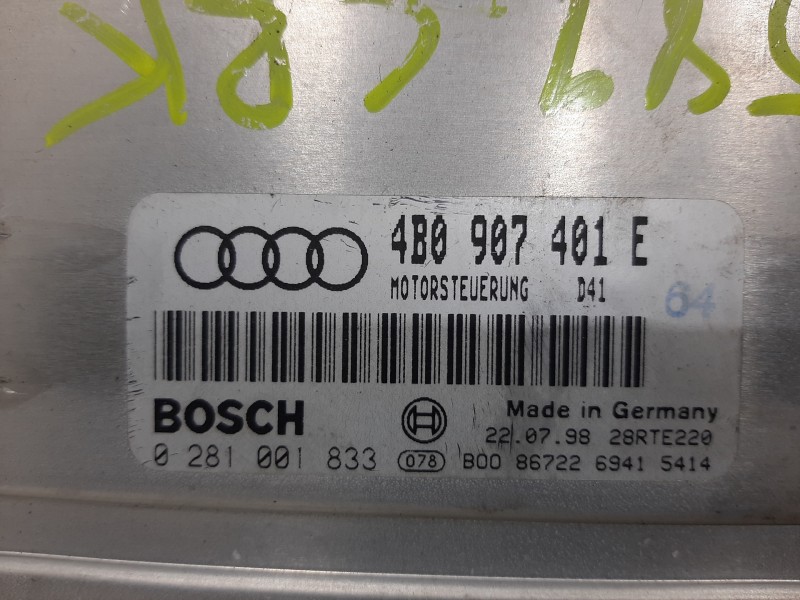 4B0 907 401 E
MOTORSTEUERUNG D41
64
BOSCH
Made in Germany
22.07.98 28RTE220
0 281 001 833 078 B00 86722 6941 5414